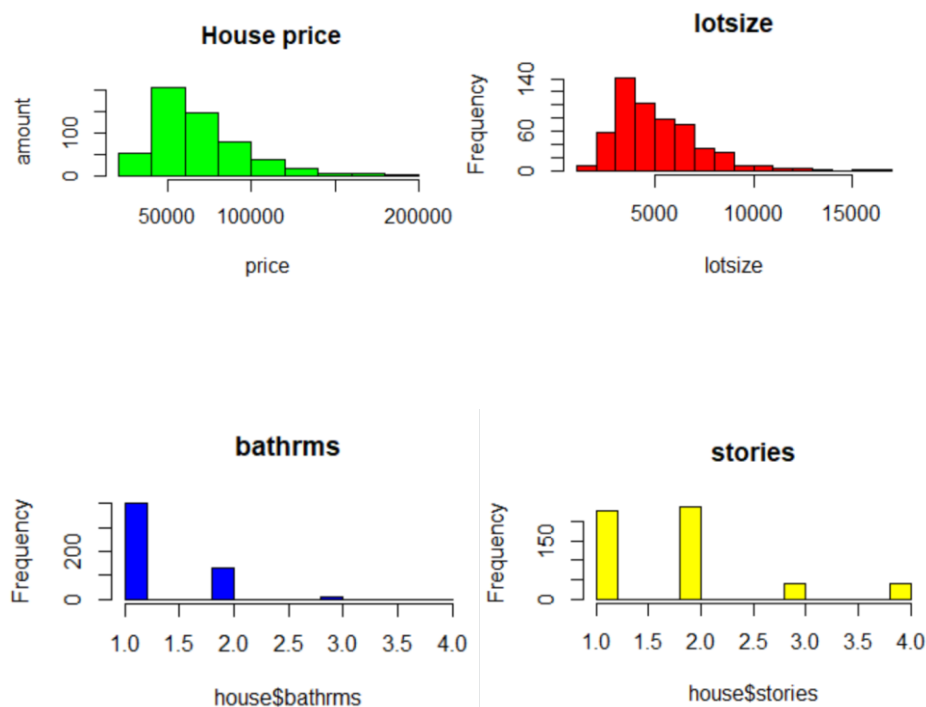 House price
amount
0 100
50000 100000 200000
price
lotsize
Frequency
0 60 140
5000 10000 15000
lotsize
bathrms
Frequency
0 200
1.0 1.5 2.0 2.5 3.0 3.5 4.0
house$bathrms
stories
Frequency
0 150
1.0 1.5 2.0 2.5 3.0 3.5 4.0
house$stories